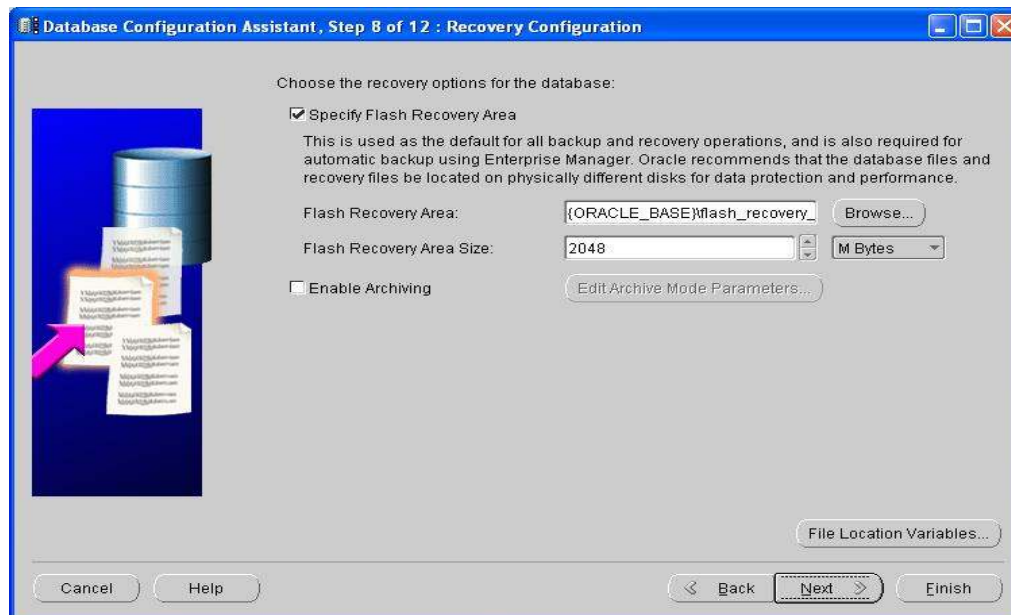 Database Configuration Assistant, Step 8 of 12 : Recovery Configuration
Choose the recovery options for the database:
Specify Flash Recovery Area
This is used as the default for all backup and recovery operations, and is also required for
automatic backup using Enterprise Manager. Oracle recommends that the database files and
recovery files be located on physically different disks for data protection and performance.
Flash Recovery Area: {ORACLE_BASE}\flash_recovery_ Browse...
Flash Recovery Area Size: 2048 M Bytes
Enable Archiving Edit Archive Mode Parameters...
File Location Variables...
Cancel Help Back Next Finish